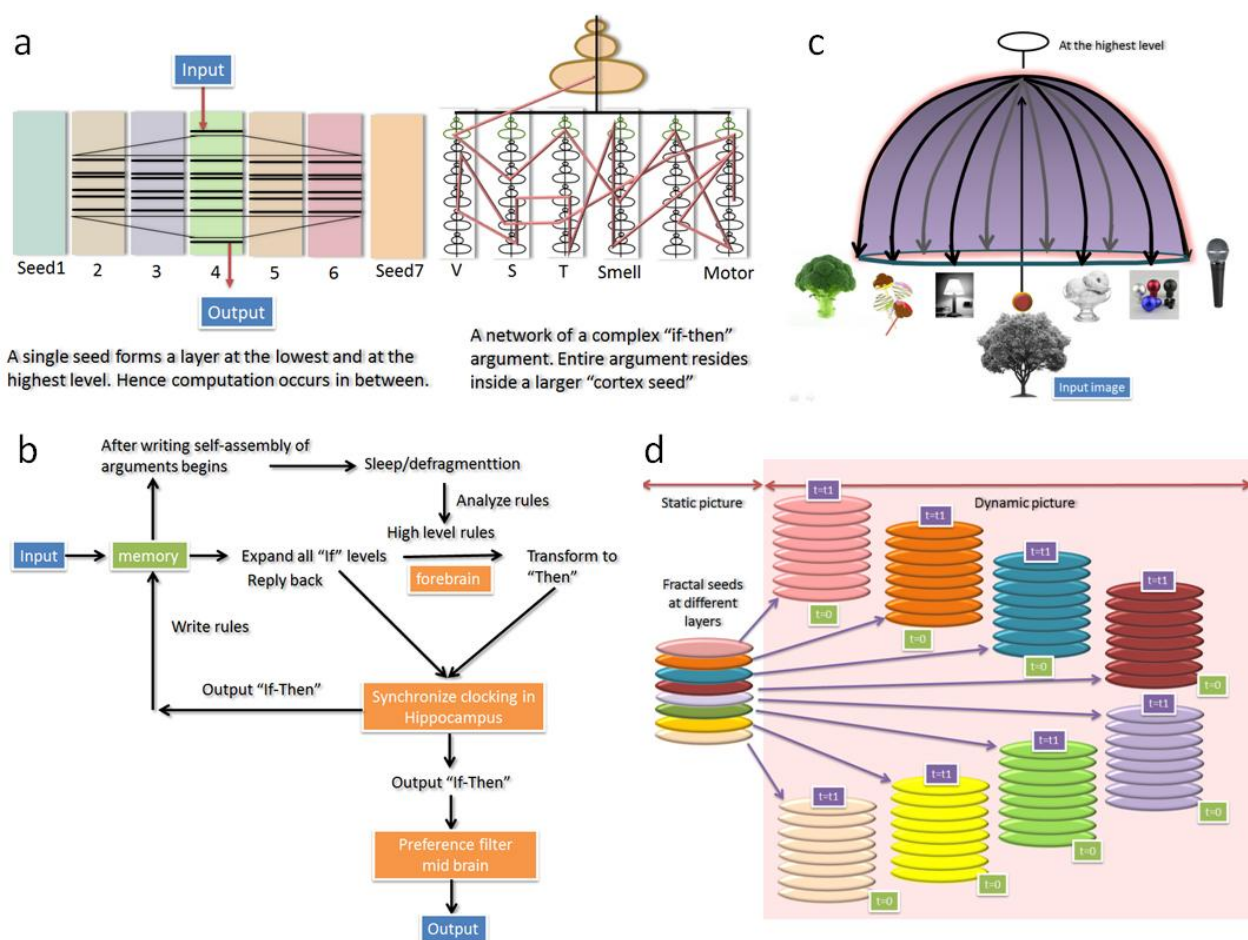 a
Input
Seed1
2
3
4
5
6
Seed7
Output
A single seed forms a layer at the lowest and at the
highest level. Hence computation occurs in between.
V
S
T
Smell
Motor
A network of a complex “if-then”
argument. Entire argument resides
inside a larger “cortex seed”
c
At the highest level
Input image
b
After writing self-assembly of
arguments begins
Sleep/defragmenttion
Analyze rules
High level rules
Input
memory
Expand all “If” levels
Reply back
forebrain
Transform to
“Then”
Write rules
Output “If-Then”
Synchronize clocking in
Hippocampus
Output “If-Then”
Preference filter
mid brain
Output
d
Static picture
Dynamic picture
Fractal seeds
at different
layers
t=t1
t=0
t=t1
t=0
t=t1
t=0
t=t1
t=0
t=t1
t=0
t=t1
t=0
t=t1
t=0
t=t1
t=0